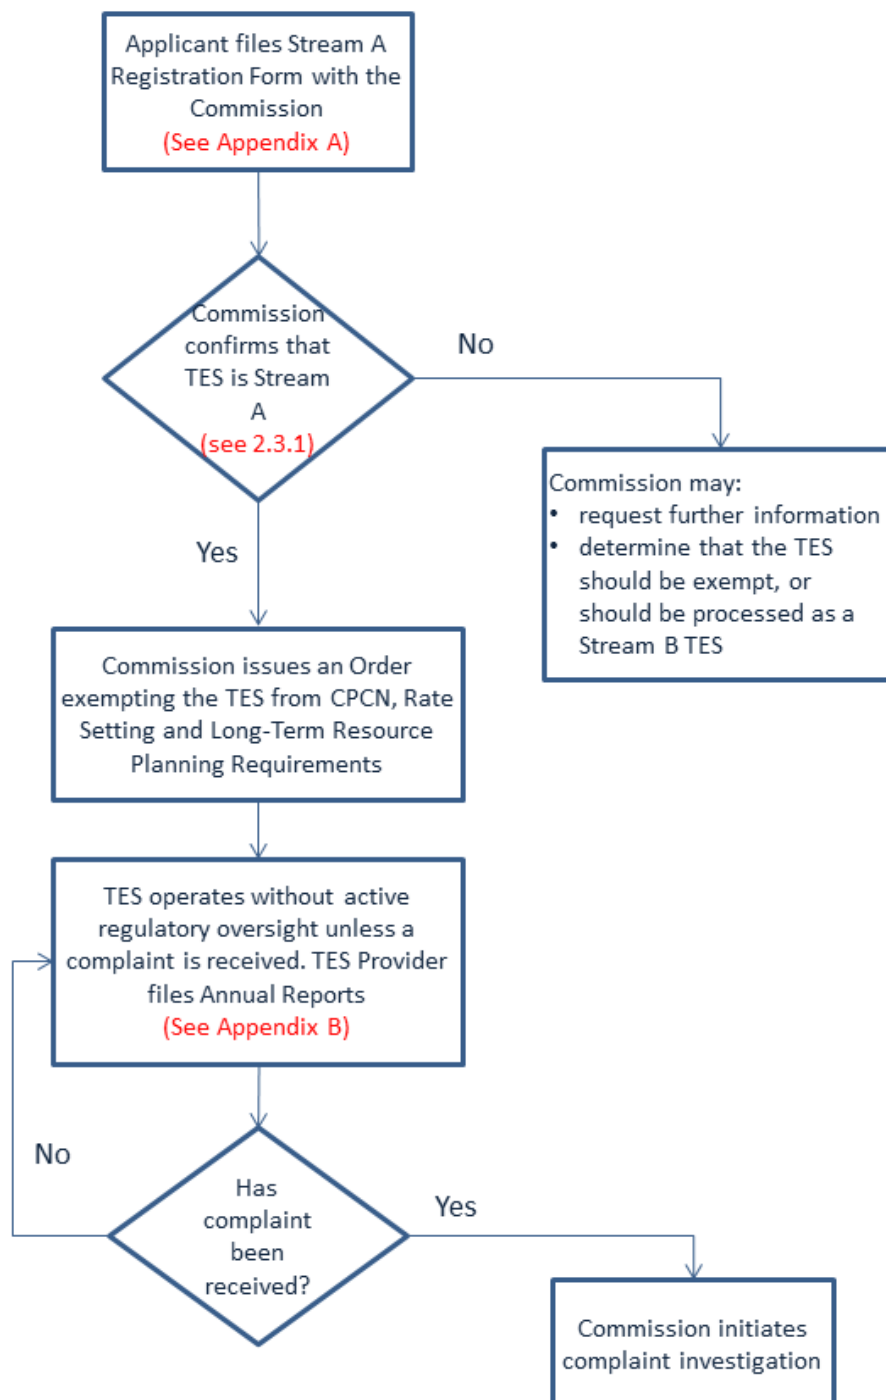 Applicant files Stream A
Registration Form with the
Commission
(See Appendix A)
Commission
confirms that
TES is Stream
A
(see 2.3.1)
No
Commission may:
• request further information
• determine that the TES
should be exempt, or
should be processed as a
Stream B TES
Yes
Commission issues an Order
exempting the TES from CPCN, Rate
Setting and Long-Term Resource
Planning Requirements
TES operates without active
regulatory oversight unless a
complaint is received. TES Provider
files Annual Reports
(See Appendix B)
No
Has
complaint
been
received?
Yes
Commission initiates
complaint investigation